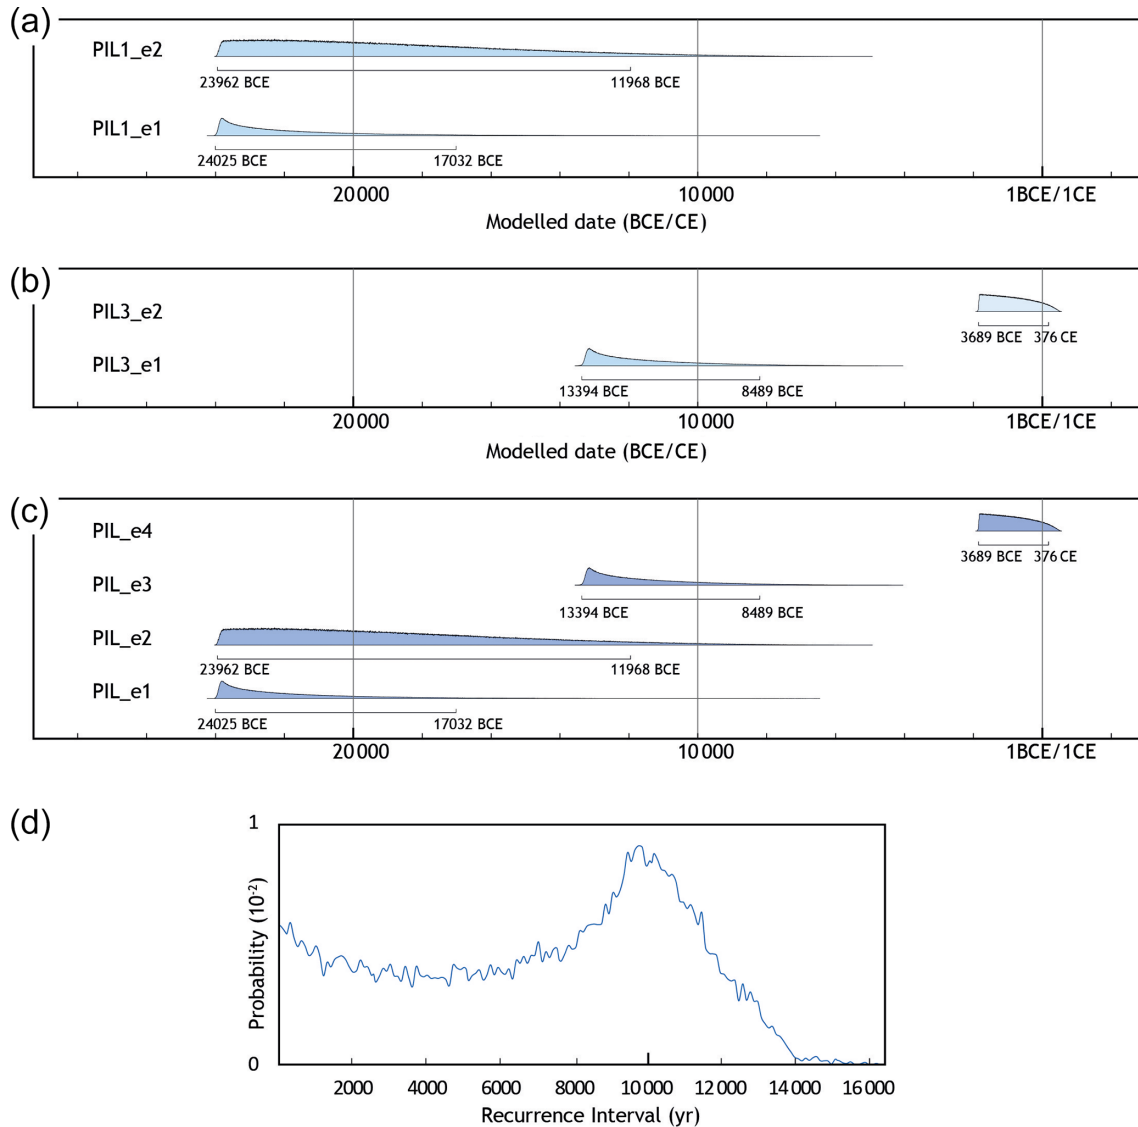 (a)
PIL1_e2
23962 BCE 11968 BCE
PIL1_e1
24025 BCE 17032 BCE
20000 10000 1BCE/1CE
Modelled date (BCE/CE)
(b)
PIL3_e2
3689 BCE 376 CE
PIL3_e1
13394 BCE 8489 BCE
20000 10000 1BCE/1CE
Modelled date (BCE/CE)
(c)
PIL_e4
3689 BCE 376 CE
PIL_e3
13394 BCE 8489 BCE
PIL_e2
23962 BCE 11968 BCE
PIL_e1
24025 BCE 17032 BCE
20000 10000 1BCE/1CE
(d)
1
Probability (10⁻²)
0
2000 4000 6000 8000 10000 12000 14000 16000
Recurrence Interval (yr)